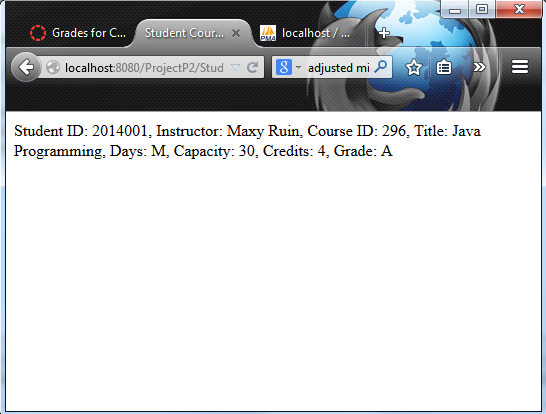 Grades for C...
Student Cour...
localhost / ...
localhost:8080/ProjectP2/Stud
8
adjusted mi
Student ID: 2014001, Instructor: Maxy Ruin, Course ID: 296, Title: Java
Programming, Days: M, Capacity: 30, Credits: 4, Grade: A